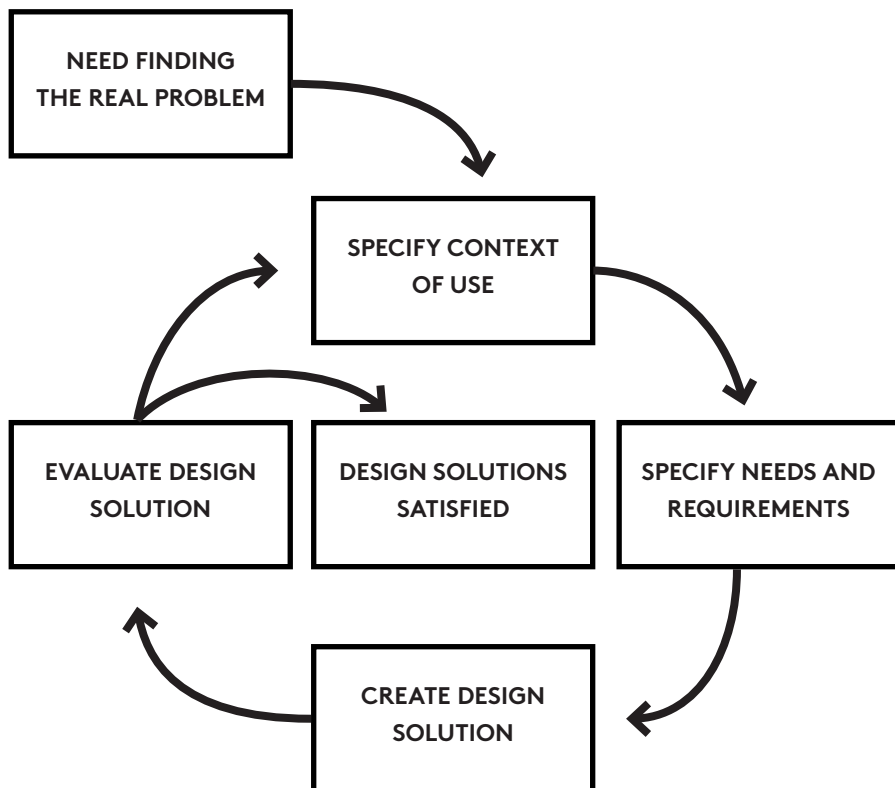 NEED FINDING
THE REAL PROBLEM
SPECIFY CONTEXT
OF USE
EVALUATE DESIGN
SOLUTION
DESIGN SOLUTIONS
SATISFIED
SPECIFY NEEDS AND
REQUIREMENTS
CREATE DESIGN
SOLUTION